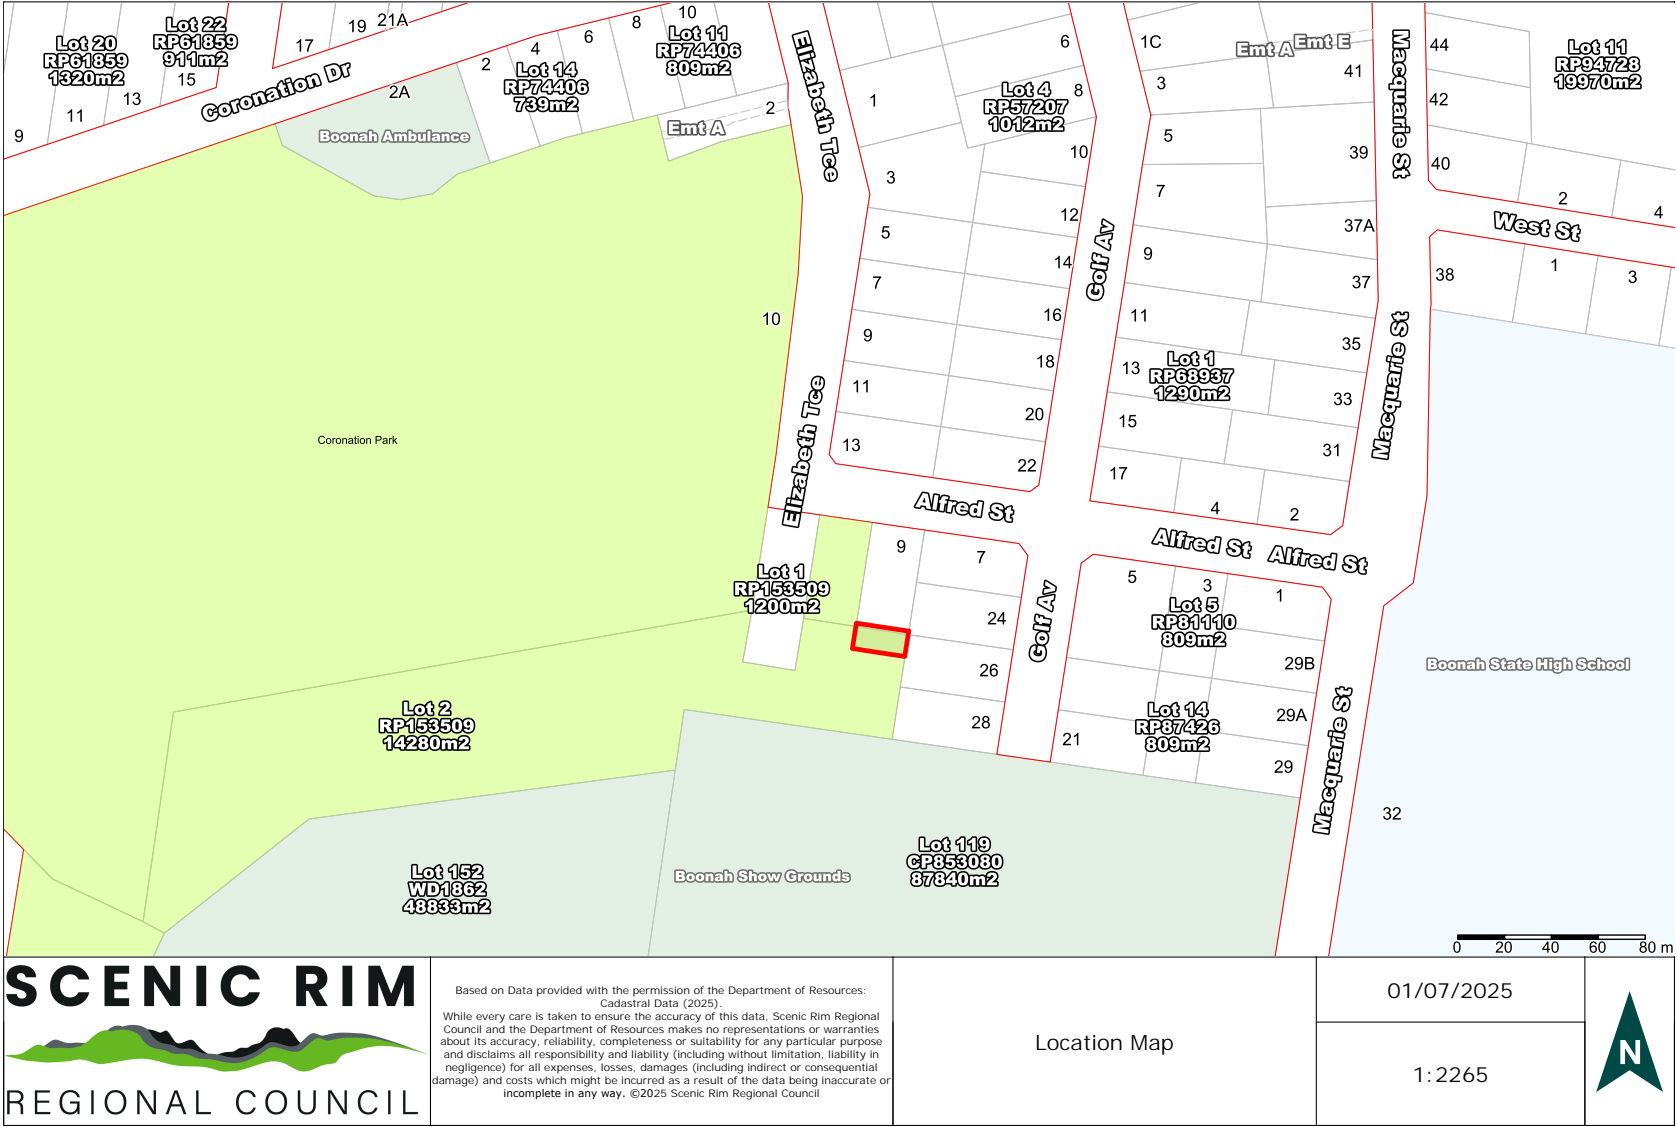 Lot 20
RP61859
1320m2
Lot 22
RP61859
911m2
15
9
11
13
17
19
21A
Coronation Dr
2A
Boonah Ambulance
2
4
Lot 14
RP74406
739m2
6
8
10
Lot 11
RP74406
809m2
Emt A
2
Elizabeth Tce
1
3
5
7
9
11
13
10
Elizabeth Tce
Coronation Park
6
Lot 4
RP57207
1012m2
8
10
12
14
16
18
20
22
Golf Av
1C
3
5
7
9
11
13
15
17
Emt A
Emt E
41
39
37A
37
35
33
31
Lot 1
RP68937
1290m2
4
2
Macquarie St
Macquarie St
44
42
40
Lot 11
RP94728
19970m2
2
4
West St
38
1
3
Alfred St
Alfred St
Alfred St
Lot 1
RP153509
1200m2
9
7
24
26
28
Golf Av
5
3
1
Lot 5
RP81110
809m2
29B
29A
29
21
Lot 14
RP87426
809m2
Macquarie St
Boonah State High School
32
Lot 2
RP153509
14280m2
Lot 152
WD1862
48833m2
Boonah Show Grounds
Lot 119
CP853080
87840m2
0 20 40 60 80 m
SCENIC RIM
REGIONAL COUNCIL
Based on Data provided with the permission of the Department of Resources:
Cadastral Data (2025).
While every care is taken to ensure the accuracy of this data, Scenic Rim Regional
Council and the Department of Resources makes no representations or warranties
about its accuracy, reliability, completeness or suitability for any particular purpose
and disclaims all responsibility and liability (including without limitation, liability in
negligence) for all expenses, losses, damages (including indirect or consequential
damage) and costs which might be incurred as a result of the data being inaccurate or
incomplete in any way. ©2025 Scenic Rim Regional Council
Location Map
01/07/2025
1:2265
N